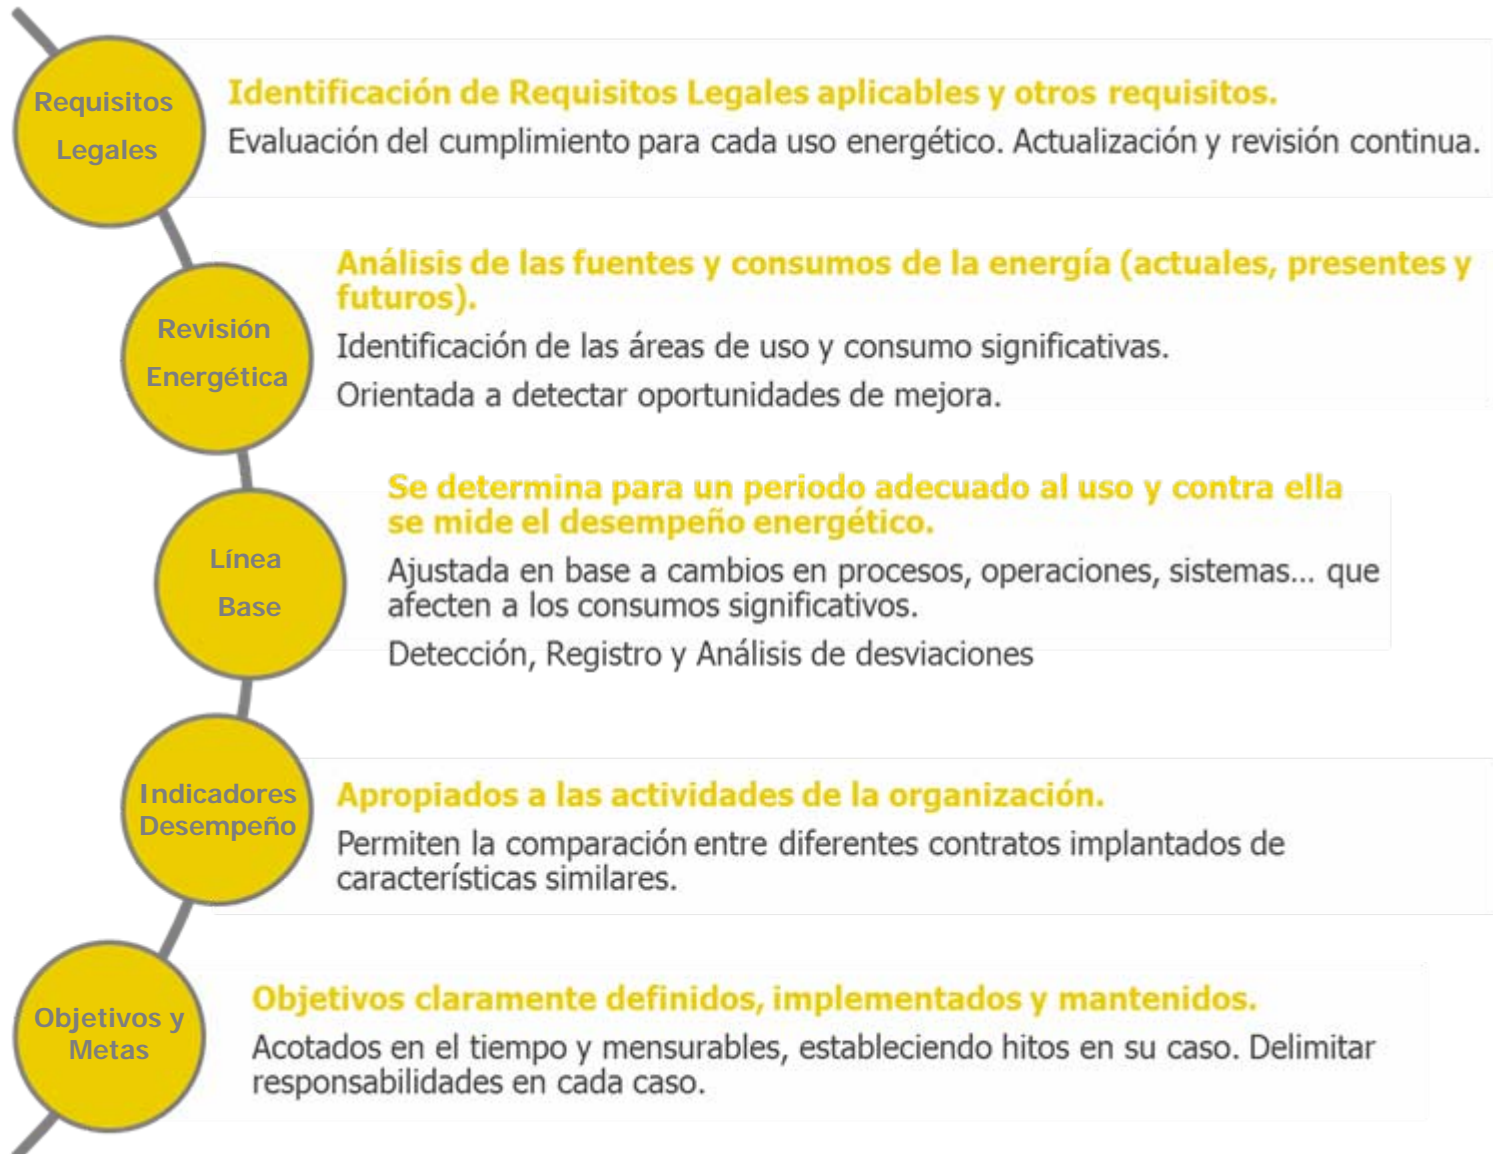 Requisitos
Legales
Identificación de Requisitos Legales aplicables y otros requisitos.
Evaluación del cumplimiento para cada uso energético. Actualización y revisión continua.
Revisión
Energética
Análisis de las fuentes y consumos de la energía (actuales, presentes y
futuros).
Identificación de las áreas de uso y consumo significativas.
Orientada a detectar oportunidades de mejora.
Línea
Base
Se determina para un periodo adecuado al uso y contra ella
se mide el desempeño energético.
Ajustada en base a cambios en procesos, operaciones, sistemas... que
afecten a los consumos significativos.
Detección, Registro y Análisis de desviaciones
Indicadores
Desempeño
Apropiados a las actividades de la organización.
Permiten la comparación entre diferentes contratos implantados de
características similares.
Objetivos y
Metas
Objetivos claramente definidos, implementados y mantenidos.
Acotados en el tiempo y mensurables, estableciendo hitos en su caso. Delimitar
responsabilidades en cada caso.